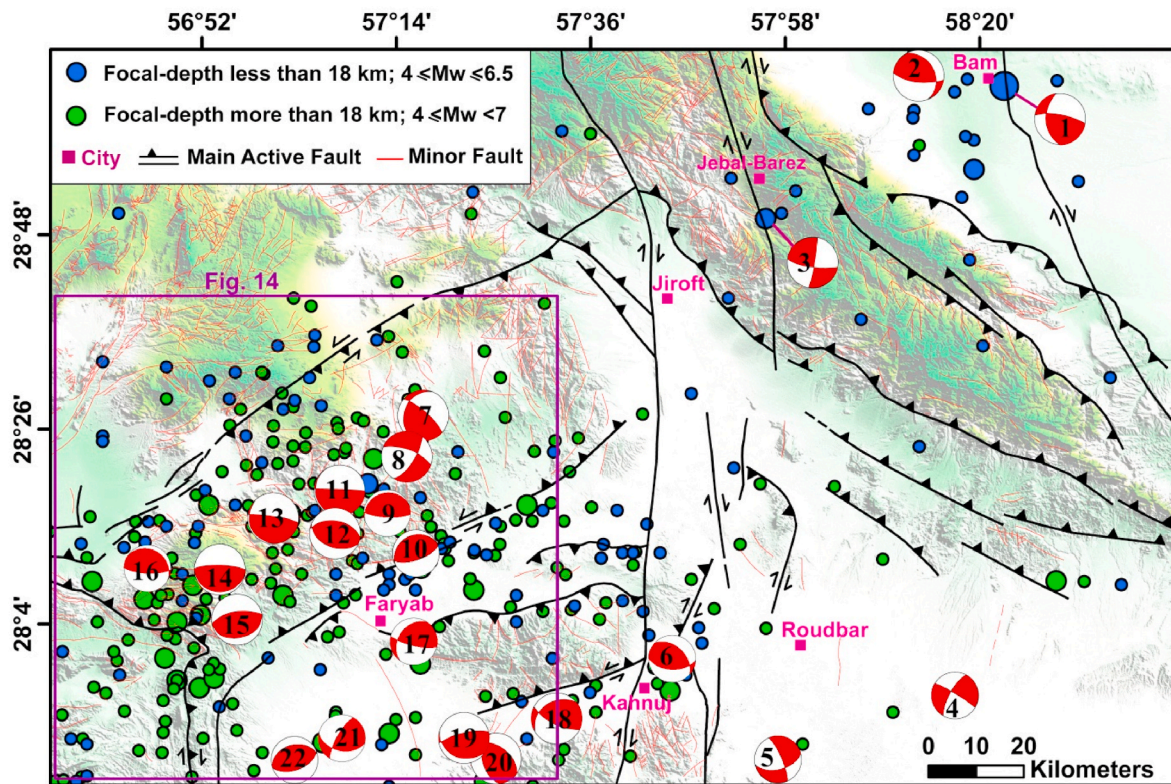 56°52' 57°14' 57°36' 57°58' 58°20'
Focal-depth less than 18 km; 4 ≤Mw ≤6.5
Focal-depth more than 18 km; 4 ≤Mw <7
City Main Active Fault Minor Fault
2
Bam
1
Jebal-Barez
28°48'
3
Fig. 14
Jiroft
28°26'
7
8
11
9
13
12
10
16
14
28°4'
15
Faryab
17
Roudbar
6
Kahnuj
4
18
19
21
22
20
5
0 10 20
Kilometers